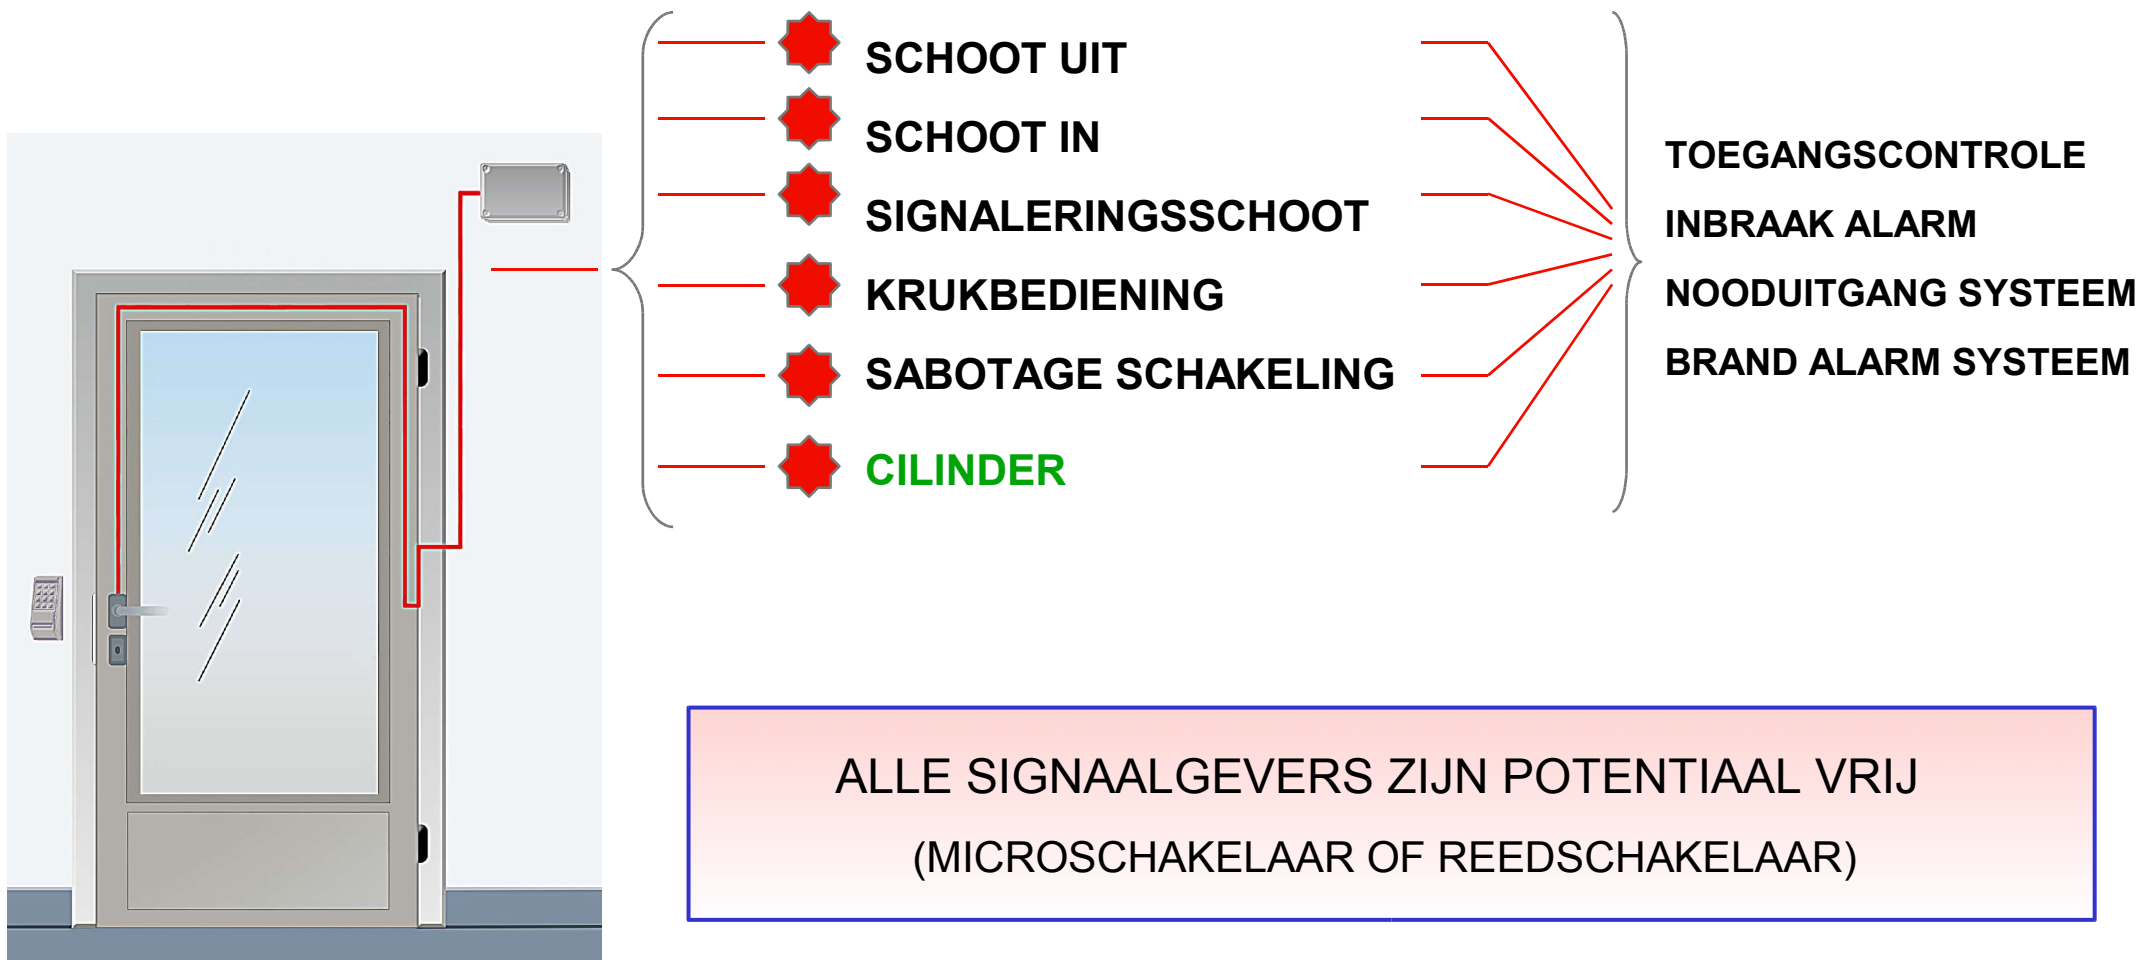 SCHOOT UIT
SCHOOT IN
SIGNALERINGSSCHOOT
KRUKBEDIENING
SABOTAGE SCHAKELING
CILINDER
TOEGANGSCONTROLE
INBRAAK ALARM
NOODUITGANG SYSTEEM
BRAND ALARM SYSTEEM
ALLE SIGNAALGEVERS ZIJN POTENTIAAL VRIJ
(MICROSCHAKELAAR OF REEDSCHAKELAAR)